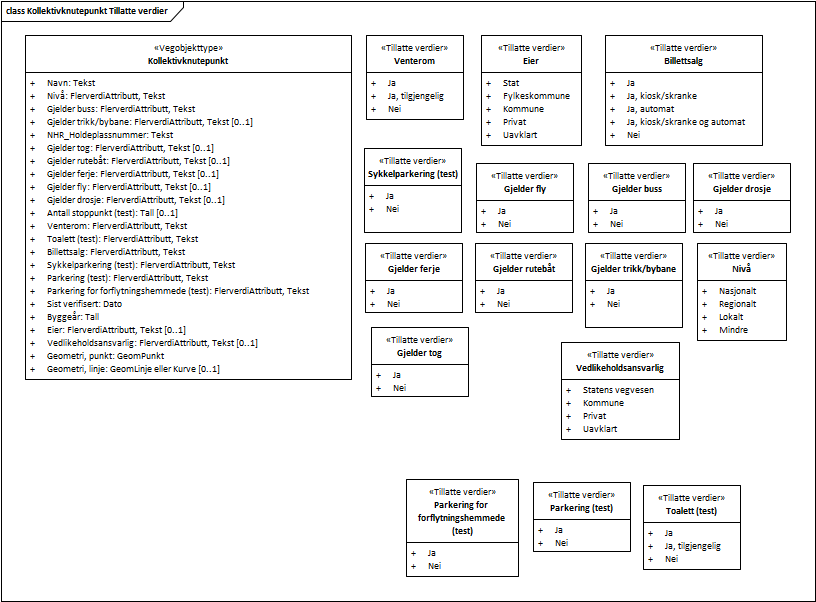 class Kollektivknutepunkt Tillatte verdier
«Vegobjekttype»
Kollektivknutepunkt
+ Navn: Tekst
+ Nivå: FlerverdiAttributt, Tekst
+ Gjelder buss: FlerverdiAttributt, Tekst
+ Gjelder trikk/bybane: FlerverdiAttributt, Tekst [0..1]
+ NHR_Holdeplassnummer: Tekst
+ Gjelder tog: FlerverdiAttributt, Tekst [0..1]
+ Gjelder rutebåt: FlerverdiAttributt, Tekst [0..1]
+ Gjelder ferje: FlerverdiAttributt, Tekst [0..1]
+ Gjelder fly: FlerverdiAttributt, Tekst [0..1]
+ Gjelder drosje: FlerverdiAttributt, Tekst [0..1]
+ Antall stoppunkt (test): Tall [0..1]
+ Venterom: FlerverdiAttributt, Tekst
+ Toalett (test): FlerverdiAttributt, Tekst
+ Billettsalg: FlerverdiAttributt, Tekst
+ Sykkelparkering (test): FlerverdiAttributt, Tekst
+ Parkering (test): FlerverdiAttributt, Tekst
+ Parkering for forflytningshemmede (test): FlerverdiAttributt, Tekst
+ Sist verifisert: Dato
+ Byggeår: Tall
+ Eier: FlerverdiAttributt, Tekst [0..1]
+ Vedlikeholdsansvarlig: FlerverdiAttributt, Tekst [0..1]
+ Geometri, punkt: GeomPunkt
+ Geometri, linje: GeomLinje eller Kurve [0..1]
«Tillatte verdier»
Venterom
+ Ja
+ Ja, tilgjengelig
+ Nei
«Tillatte verdier»
Eier
+ Stat
+ Fylkeskommune
+ Kommune
+ Privat
+ Uavklart
«Tillatte verdier»
Billettsalg
+ Ja
+ Ja, kiosk/skranke
+ Ja, automat
+ Ja, kiosk/skranke og automat
+ Nei
«Tillatte verdier»
Sykkelparkering (test)
+ Ja
+ Nei
«Tillatte verdier»
Gjelder fly
+ Ja
+ Nei
«Tillatte verdier»
Gjelder buss
+ Ja
+ Nei
«Tillatte verdier»
Gjelder drosje
+ Ja
+ Nei
«Tillatte verdier»
Gjelder ferje
+ Ja
+ Nei
«Tillatte verdier»
Gjelder rutebåt
+ Ja
+ Nei
«Tillatte verdier»
Gjelder trikk/bybane
+ Ja
+ Nei
«Tillatte verdier»
Nivå
+ Nasjonalt
+ Regionalt
+ Lokalt
+ Mindre
«Tillatte verdier»
Gjelder tog
+ Ja
+ Nei
«Tillatte verdier»
Vedlikeholdsansvarlig
+ Statens vegvesen
+ Kommune
+ Privat
+ Uavklart
«Tillatte verdier»
Parkering for
forflytningshemmede
(test)
+ Ja
+ Nei
«Tillatte verdier»
Parkering (test)
+ Ja
+ Nei
«Tillatte verdier»
Toalett (test)
+ Ja
+ Ja, tilgjengelig
+ Nei